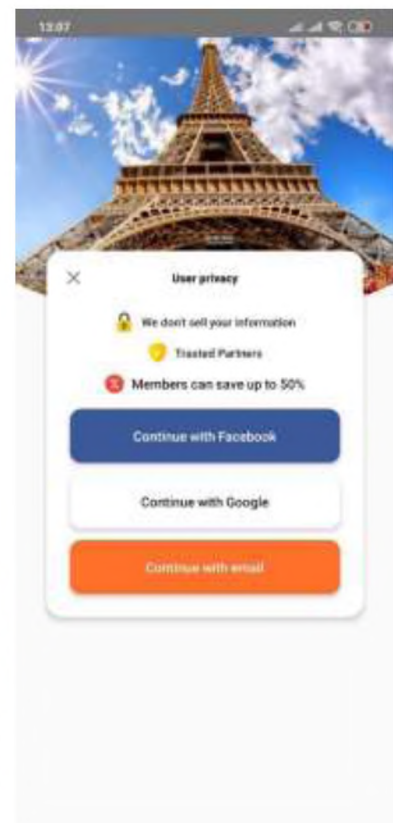 13:07
User privacy
We don't sell your information
Trusted Partners
Members can save up to 50%
Continue with Facebook
Continue with Google
Continue with email